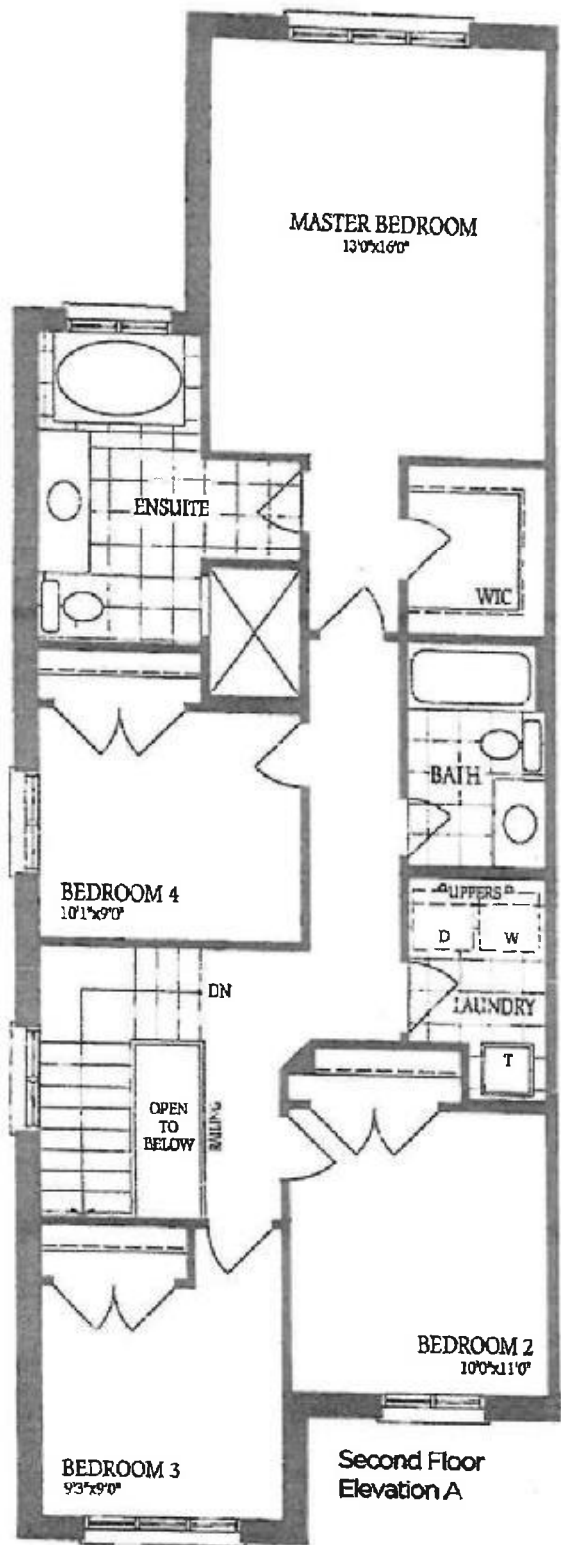 MASTER BEDROOM
13'0"x16'0"
ENSUITE
WIC
BATH
BEDROOM 4
10'1"x9'0"
UPPERS
D
W
DN
LAUNDRY
T
OPEN
TO
BELOW
RAILING
BEDROOM 2
10'0"x11'0"
BEDROOM 3
9'3"x9'0"
Second Floor
Elevation A